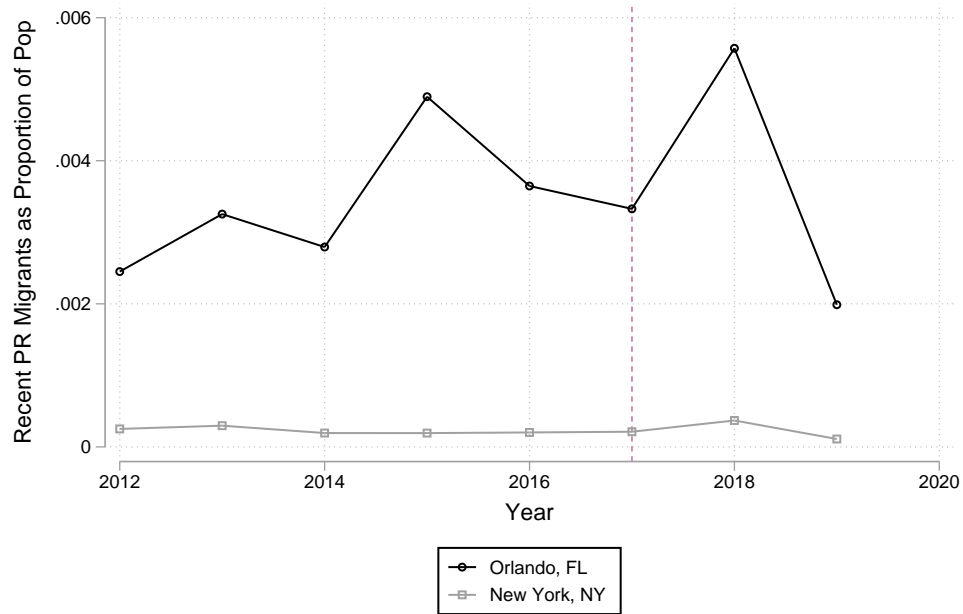 Recent PR Migrants as Proportion of Pop
.006
.004
.002
0
2012
2014
2016
2018
2020
Year
Orlando, FL
New York, NY